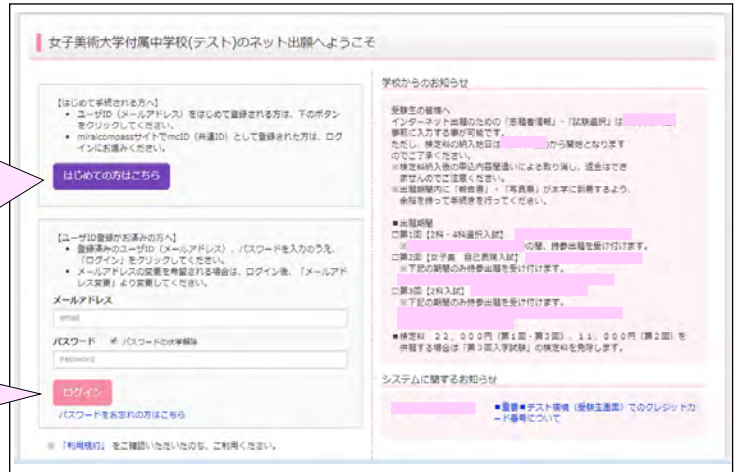 女子美術大学付属中学校(テスト)のネット出願へようこそ
【はじめて手続される方へ】
• ユーザID（メールアドレス）をはじめて登録される方は、下のボタン
をクリックしてください。
• miraicompassサイトでmcID（共通ID）として登録された方は、ログ
インにお進みください。
はじめての方はこちら
【ユーザID登録がお済みの方へ】
• 登録済みのユーザID（メールアドレス）、パスワードを入力のうえ、
「ログイン」をクリックしてください。
• メールアドレスの変更を希望される場合は、ログイン後、「メールアド
レス変更」より変更してください。
メールアドレス
email
パスワード パスワードの伏字解除
Password
ログイン
パスワードをお忘れの方はこちら
※ 「利用規約」 をご確認いただいたのち、ご利用ください。
学校からのお知らせ
受験生の皆様へ
インターネット出願のための「志願者情報」・「試験選択」は
事前に入力する事が可能です。
ただし、検定料の納入始日は から開始となります
のでご了承ください。
※検定料納入後の申込内容間違いによる取り消し、返金はでき
ませんのでご注意ください。
※出願期間内に「報告書」・「写真票」が本学に到着するよう、
余裕を持って手続きを行ってください。
■出願期間
□第1回【2科・4科選択入試】
※ の間、持参出願を受け付けます。
□第2回【女子美 自己表現入試】
※下記の期間のみ持参出願を受け付けます。
□第3回【2科入試】
※下記の期間のみ持参出願を受け付けます。
■検定料 ２２，０００円（第１回・第３回）、１１，０００円（第２回）を
併願する場合は「第３回入学試験」の検定料を免除します。
システムに関するお知らせ
■重要■テスト環境（受験生画面）でのクレジットカ
ード番号について